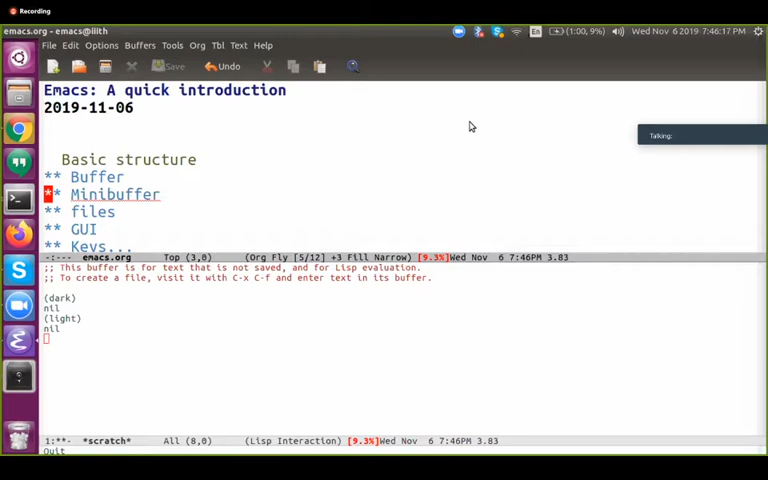 Recording
emacs.org - emacs@iiith
En
(1:00, 9%)
Wed Nov 6 2019 7:46:17 PM
File Edit Options Buffers Tools Org Tbl Text Help
Save
Undo
Emacs: A quick introduction
2019-11-06
Talking:
Basic structure
** Buffer
** Minibuffer
** files
** GUI
** Keys...
-:--- emacs.org Top (3,0) (Org Fly [5/12] +3 Fill Narrow) [9.3%]Wed Nov 6 7:46PM 3.83
;; This buffer is for text that is not saved, and for Lisp evaluation.
;; To create a file, visit it with C-x C-f and enter text in its buffer.
(dark)
nil
(light)
nil
1:**- *scratch* All (8,0) (Lisp Interaction) [9.3%]Wed Nov 6 7:46PM 3.83
Quit